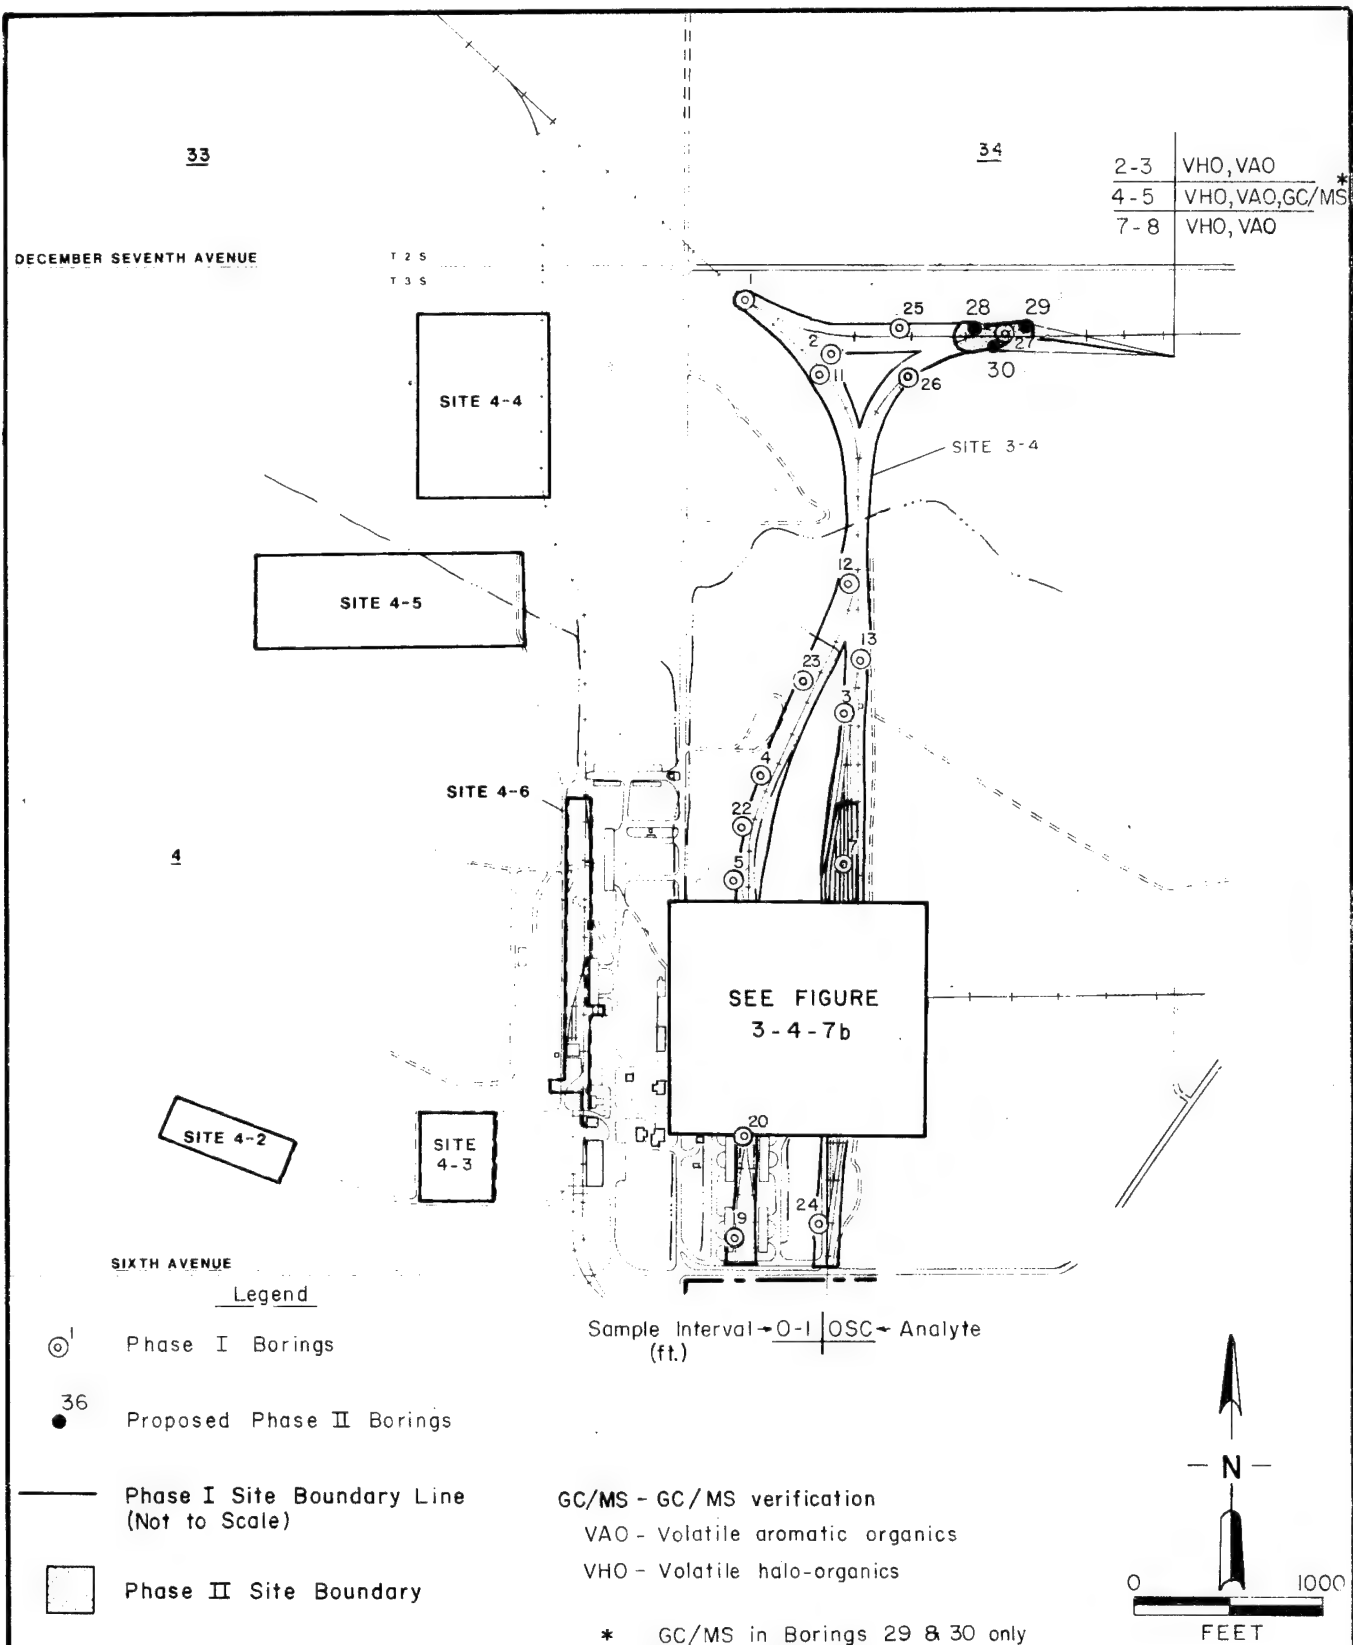 33
34
2-3 VHO, VAO
*
4-5 VHO, VAO, GC/MS
7-8 VHO, VAO
DECEMBER SEVENTH AVENUE
T 2 S
T 3 S
1
25
28
29
2
27
11
26
30
SITE 4-4
SITE 3-4
12
SITE 4-5
13
23
3
4
SITE 4-6
22
4
7
5
SEE FIGURE
3-4-7b
20
SITE 4-2
SITE
4-3
24
9
SIXTH AVENUE
Legend
1
Phase I Borings
Sample Interval → 0-1 | OSC ← Analyte
(ft.)
36
Proposed Phase II Borings
N
Phase I Site Boundary Line
(Not to Scale)
GC/MS - GC/MS verification
VAO - Volatile aromatic organics
VHO - Volatile halo-organics
Phase II Site Boundary
0 1000
FEET
* GC/MS in Borings 29 & 30 only